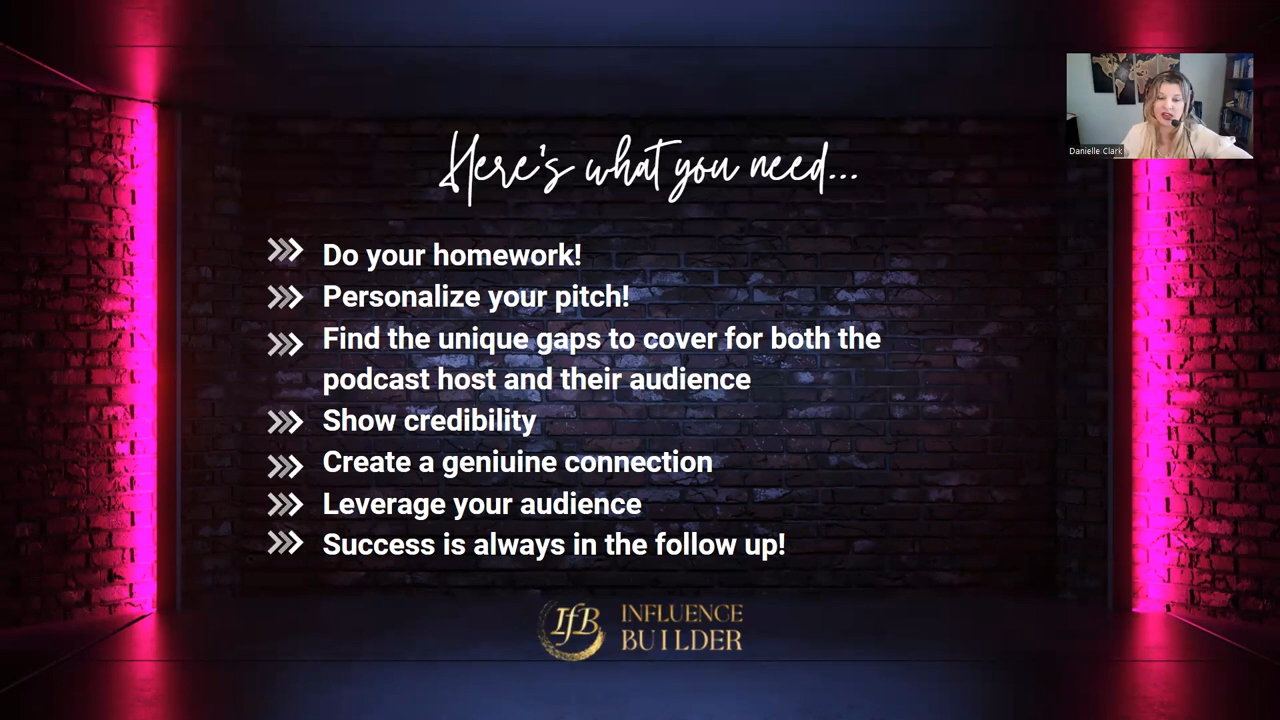 Here's what you need...
Do your homework!
Personalize your pitch!
Find the unique gaps to cover for both the
podcast host and their audience
Show credibility
Create a geniuine connection
Leverage your audience
Success is always in the follow up!
IfB INFLUENCE
BUILDER
Danielle Clark